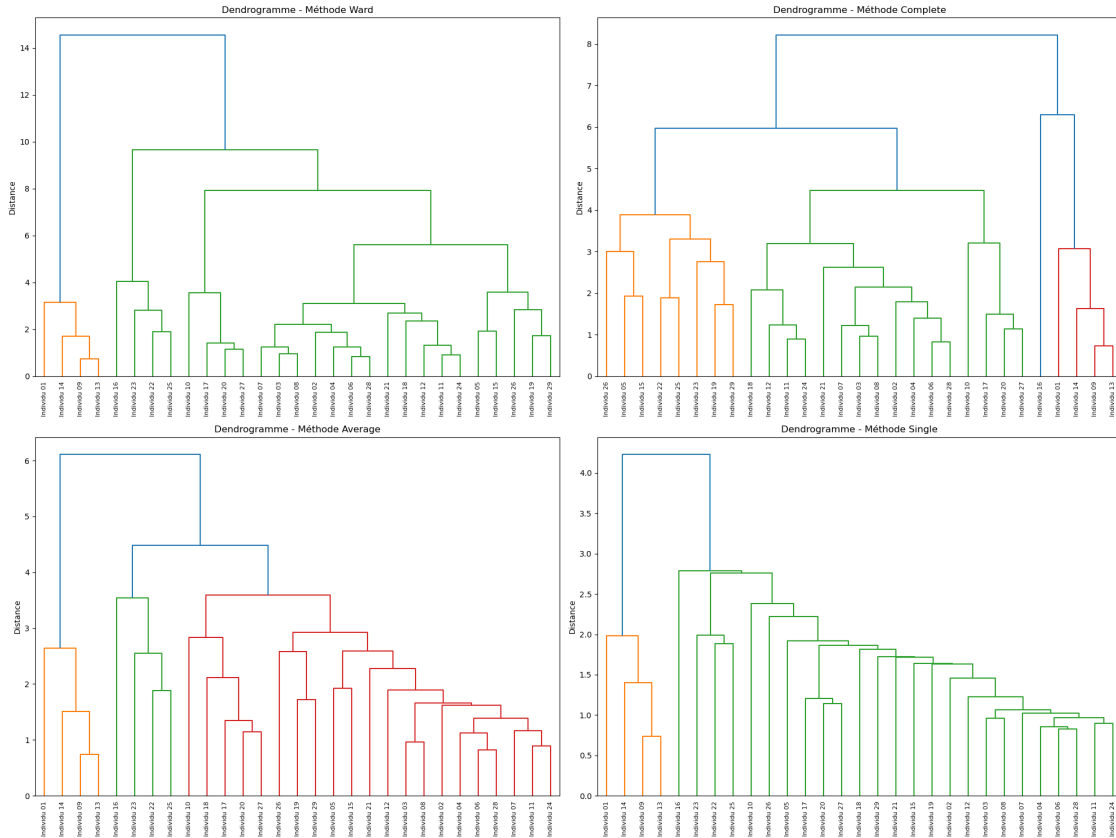 Dendrogramme - Méthode Ward
Distance
14
12
10
8
6
4
2
0
Individu 01
Individu 14
Individu 09
Individu 13
Individu 16
Individu 23
Individu 22
Individu 25
Individu 10
Individu 17
Individu 20
Individu 27
Individu 07
Individu 03
Individu 08
Individu 02
Individu 04
Individu 06
Individu 28
Individu 21
Individu 18
Individu 12
Individu 11
Individu 24
Individu 05
Individu 15
Individu 26
Individu 19
Individu 29
Dendrogramme - Méthode Complete
Distance
8
7
6
5
4
3
2
1
0
Individu 26
Individu 05
Individu 15
Individu 22
Individu 25
Individu 23
Individu 19
Individu 29
Individu 18
Individu 12
Individu 11
Individu 24
Individu 21
Individu 07
Individu 03
Individu 08
Individu 02
Individu 04
Individu 06
Individu 28
Individu 10
Individu 17
Individu 20
Individu 27
Individu 16
Individu 01
Individu 14
Individu 09
Individu 13
Dendrogramme - Méthode Average
Distance
6
5
4
3
2
1
0
Individu 01
Individu 14
Individu 09
Individu 13
Individu 16
Individu 23
Individu 22
Individu 25
Individu 10
Individu 18
Individu 17
Individu 20
Individu 27
Individu 26
Individu 19
Individu 29
Individu 05
Individu 15
Individu 21
Individu 12
Individu 03
Individu 08
Individu 02
Individu 04
Individu 06
Individu 28
Individu 07
Individu 11
Individu 24
Dendrogramme - Méthode Single
Distance
4.0
3.5
3.0
2.5
2.0
1.5
1.0
0.5
0.0
Individu 01
Individu 14
Individu 09
Individu 13
Individu 16
Individu 23
Individu 22
Individu 25
Individu 10
Individu 26
Individu 05
Individu 17
Individu 20
Individu 27
Individu 18
Individu 29
Individu 21
Individu 15
Individu 19
Individu 02
Individu 12
Individu 03
Individu 08
Individu 07
Individu 04
Individu 06
Individu 28
Individu 11
Individu 24